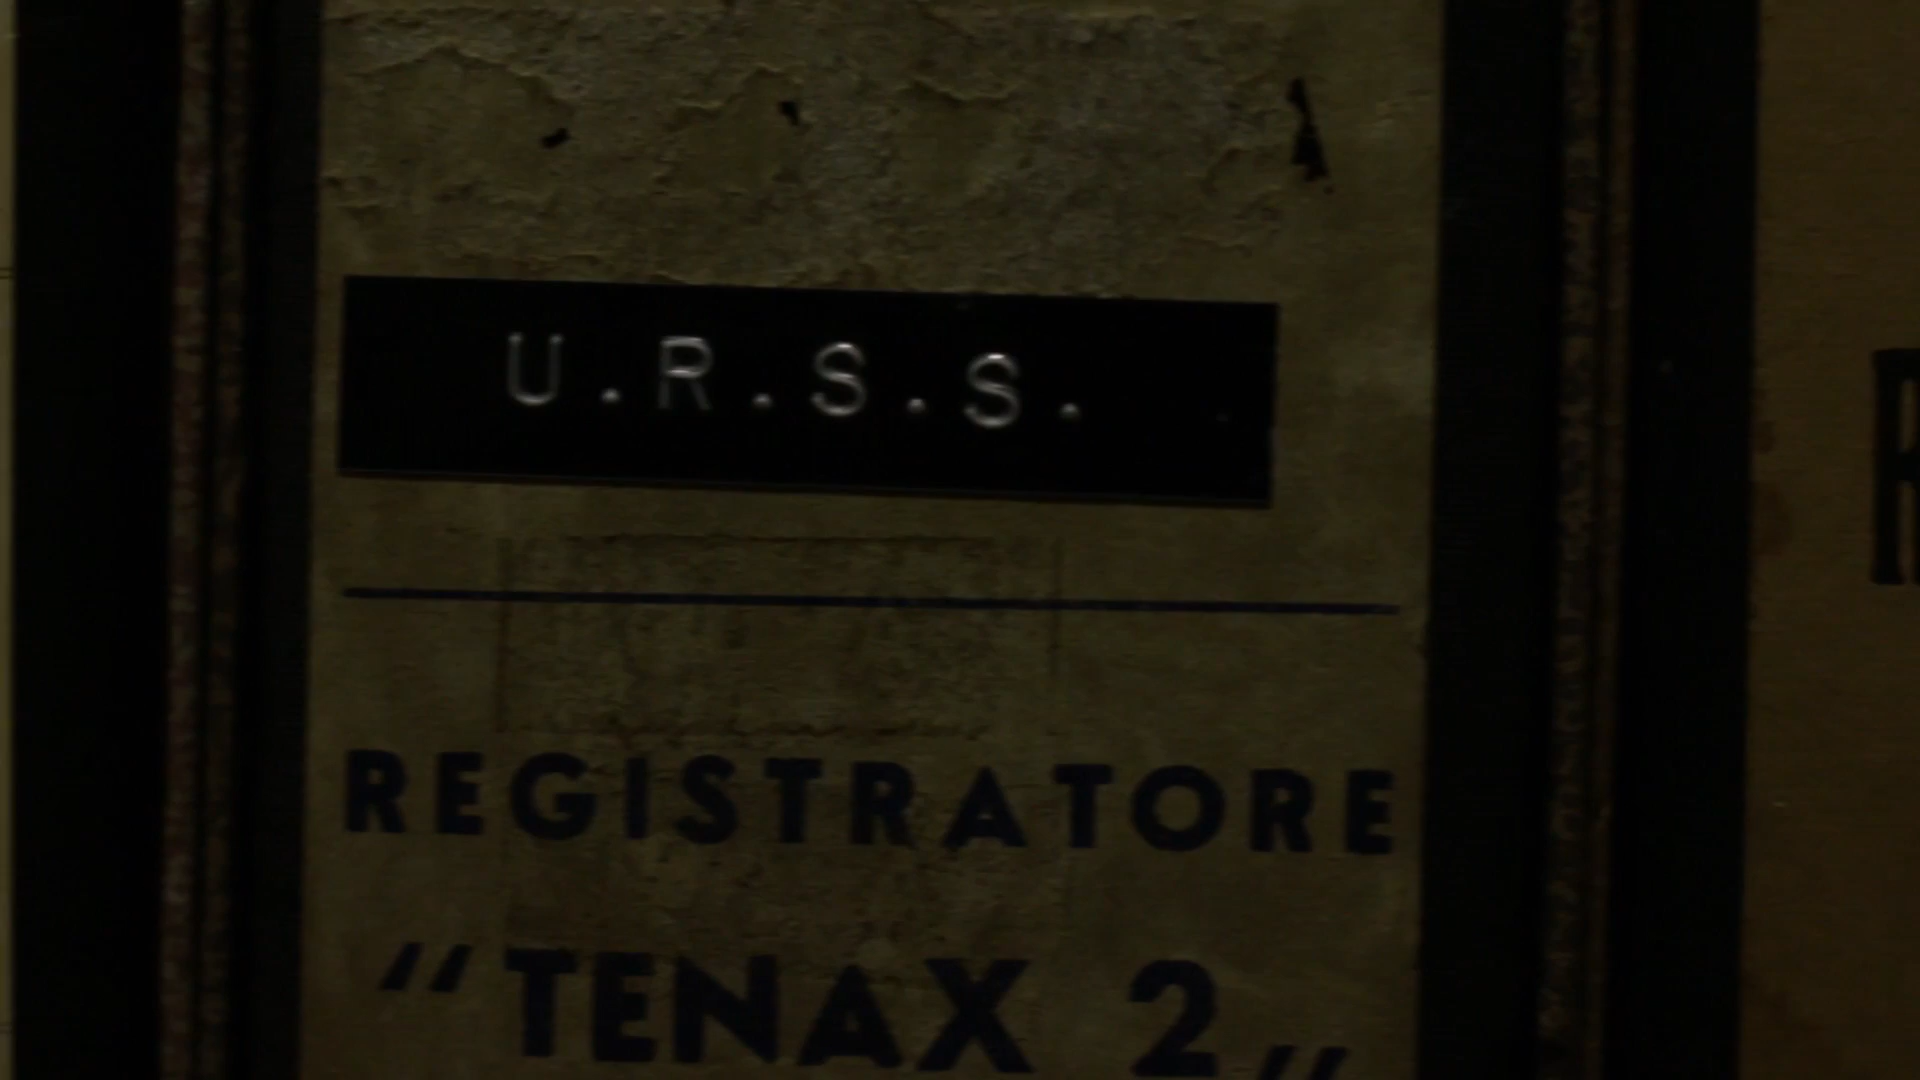 U.R.S.S.
REGISTRATORE
"TENAX 2„